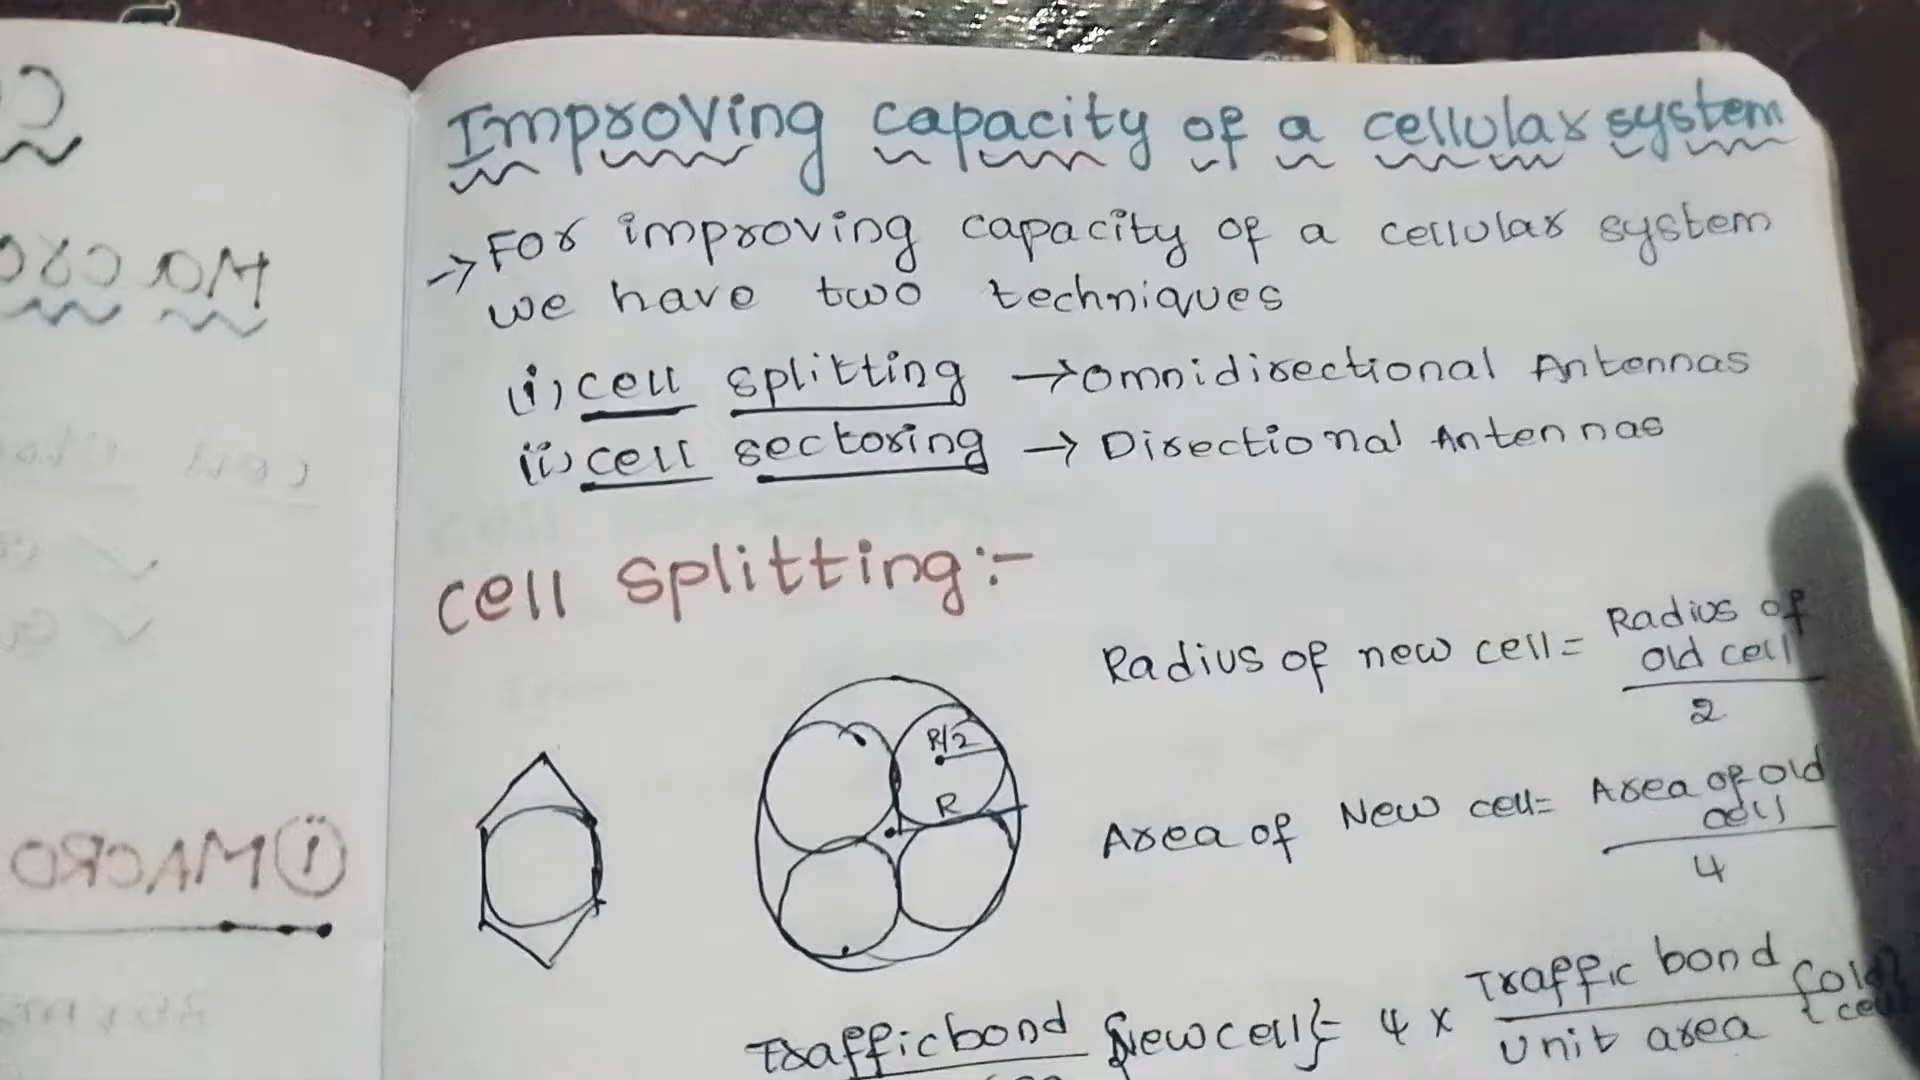 Improving capacity of a cellular system
→ For improving capacity of a cellular system
we have two techniques
(i) cell splitting → Omnidirectional Antennas
(ii) cell sectoring → Directional Antennas
cell splitting:-
Radius of new cell = Radius of old cell / 2
R/2
R
Area of New cell = Area of old cell / 4
Traffic bond {New cell} = 4 x Traffic bond / Unit area {old cell}
MACRO
cell
(i) MACRO